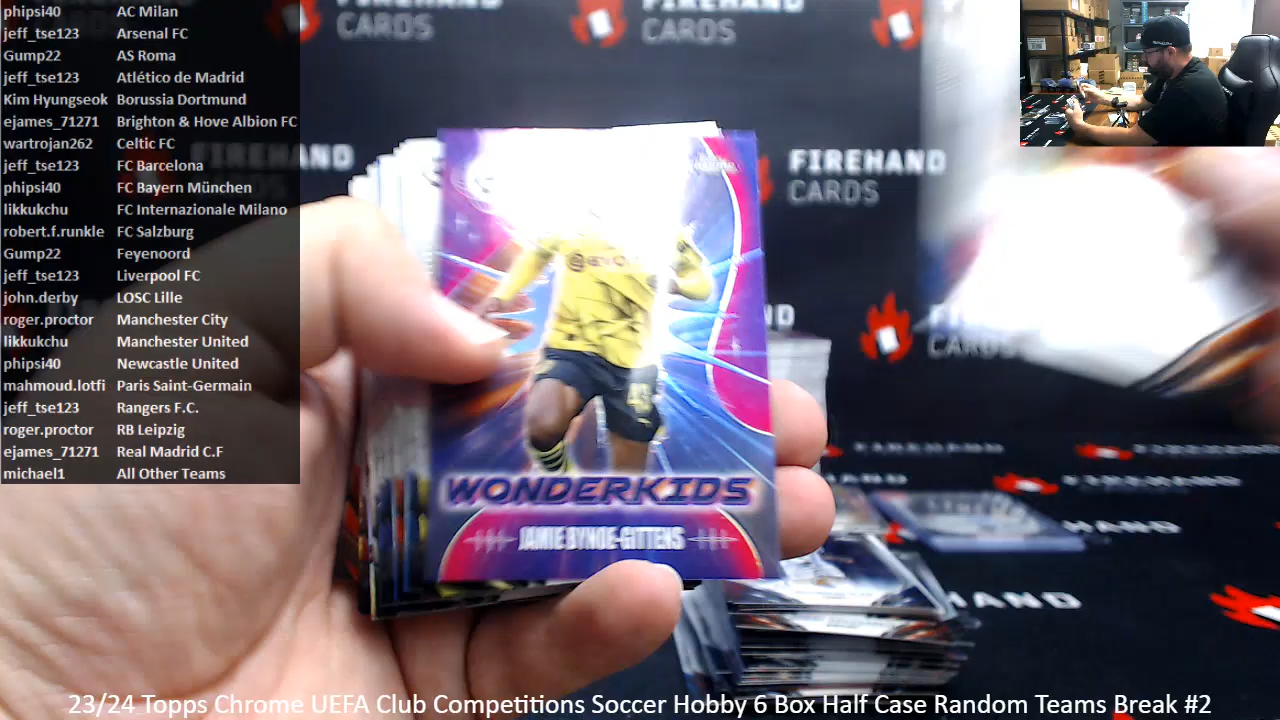 phipsi40 AC Milan
jeff_tse123 Arsenal FC
Gump22 AS Roma
jeff_tse123 Atlético de Madrid
Kim Hyungseok Borussia Dortmund
ejames_71271 Brighton & Hove Albion FC
wartrojan262 Celtic FC
jeff_tse123 FC Barcelona
phipsi40 FC Bayern München
likkukchu FC Internazionale Milano
robert.f.runkle FC Salzburg
Gump22 Feyenoord
jeff_tse123 Liverpool FC
john.derby LOSC Lille
roger.proctor Manchester City
likkukchu Manchester United
phipsi40 Newcastle United
mahmoud.lotfi Paris Saint-Germain
jeff_tse123 Rangers F.C.
roger.proctor RB Leipzig
ejames_71271 Real Madrid C.F
michael1 All Other Teams
FIREHAND
CARDS
FIREHAND
CARDS
FIREHAND
CARDS
43
WONDERKIDS
JAMIE BYNOE-GITTENS
23/24 Topps Chrome UEFA Club Competitions Soccer Hobby 6 Box Half Case Random Teams Break #2